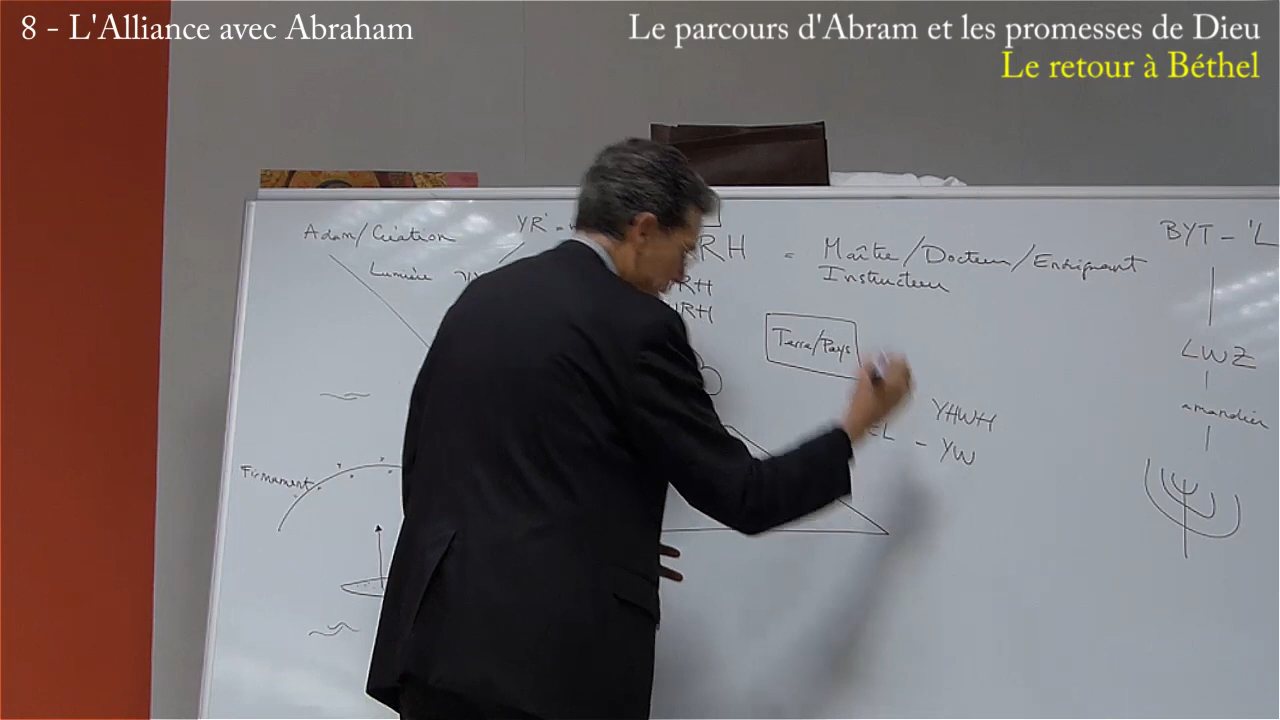 8 - L'Alliance avec Abraham
Le parcours d'Abram et les promesses de Dieu
Le retour à Béthel
Adam/Création
YR'
RH = Maître/Docteur/Enseignant
Instructeur
BYT - 'L
Lumière
RH
RH
Terre/Pays
LWZ
amandier
YHWH
EL - YW
Firmament